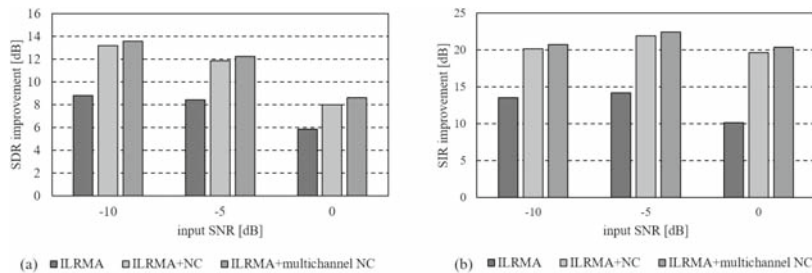 SDR improvement [dB]
16
14
12
10
8
6
4
2
0
-10 -5 0
input SNR [dB]
(a) ILRMA ILRMA+NC ILRMA+multichannel NC
SIR improvement [dB]
25
20
15
10
5
0
-10 -5 0
input SNR [dB]
(b) ILRMA ILRMA+NC ILRMA+multichannel NC